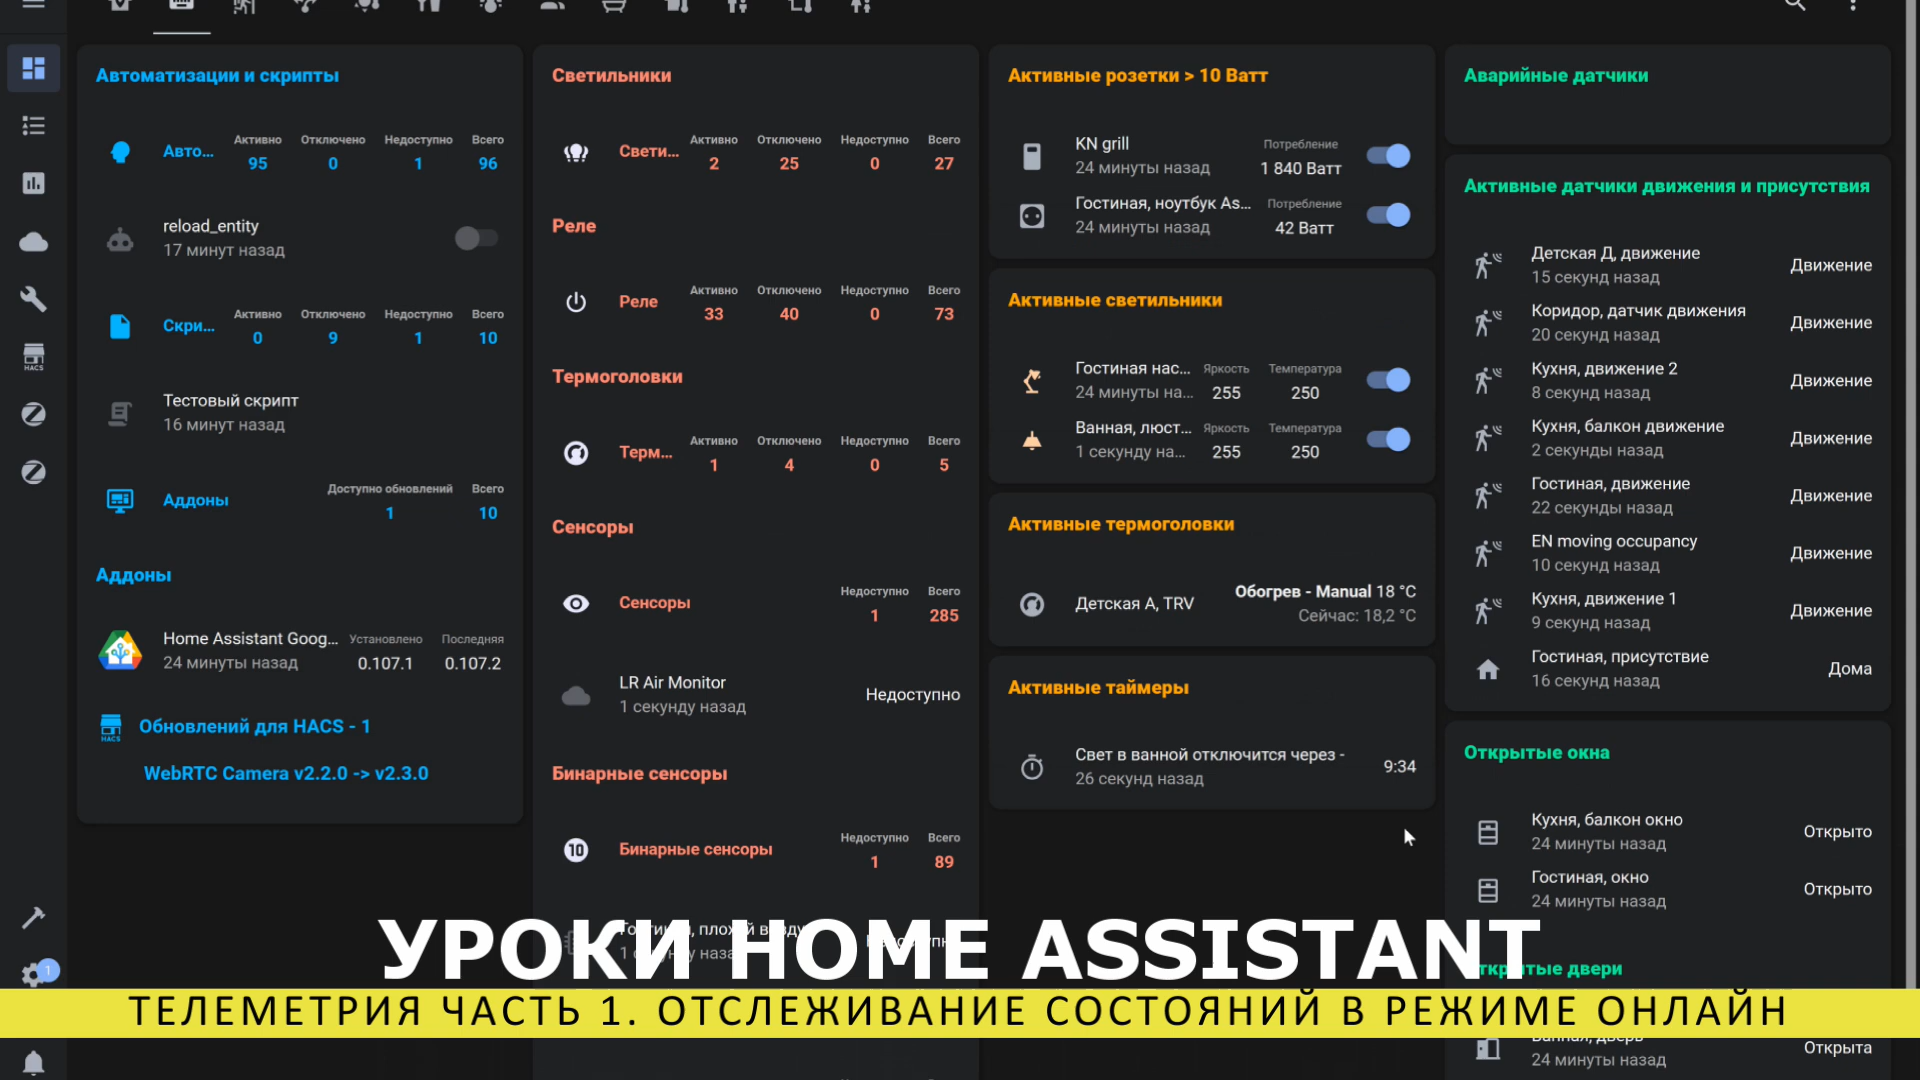 Автоматизации и скрипты
Авто...
Активно
95
Отключено
0
Недоступно
1
Всего
96
reload_entity
17 минут назад
Скри...
Активно
0
Отключено
9
Недоступно
1
Всего
10
Тестовый скрипт
16 минут назад
Аддоны
Доступно обновлений
1
Всего
10
Аддоны
Home Assistant Goog...
24 минуты назад
Установлено
0.107.1
Последняя
0.107.2
HACS
Обновлений для HACS - 1
WebRTC Camera v2.2.0 -> v2.3.0
Светильники
Свети...
Активно
2
Отключено
25
Недоступно
0
Всего
27
Реле
Реле
Активно
33
Отключено
40
Недоступно
0
Всего
73
Термоголовки
Терм...
Активно
1
Отключено
4
Недоступно
0
Всего
5
Сенсоры
Сенсоры
Недоступно
1
Всего
285
LR Air Monitor
1 секунду назад
Недоступно
Бинарные сенсоры
10
Бинарные сенсоры
Недоступно
1
Всего
89
Активные розетки > 10 Ватт
KN grill
24 минуты назад
Потребление
1 840 Ватт
Гостиная, ноутбук As...
24 минуты назад
Потребление
42 Ватт
Активные светильники
Гостиная нас...
24 минуты на...
Яркость
255
Температура
250
Ванная, люст...
1 секунду на...
Яркость
255
Температура
250
Активные термоголовки
Детская А, TRV
Обогрев - Manual 18 °C
Сейчас: 18,2 °C
Активные таймеры
Свет в ванной отключится через -
26 секунд назад
9:34
Аварийные датчики
Активные датчики движения и присутствия
Детская Д, движение
15 секунд назад
Движение
Коридор, датчик движения
20 секунд назад
Движение
Кухня, движение 2
8 секунд назад
Движение
Кухня, балкон движение
2 секунды назад
Движение
Гостиная, движение
22 секунды назад
Движение
EN moving occupancy
10 секунд назад
Движение
Кухня, движение 1
9 секунд назад
Движение
Гостиная, присутствие
16 секунд назад
Дома
Открытые окна
Кухня, балкон окно
24 минуты назад
Открыто
Гостиная, окно
24 минуты назад
Открыто
двери
24 минуты назад
Открыта
HACS
1
УРОКИ HOME ASSISTANT
ТЕЛЕМЕТРИЯ ЧАСТЬ 1. ОТСЛЕЖИВАНИЕ СОСТОЯНИЙ В РЕЖИМЕ ОНЛАЙН